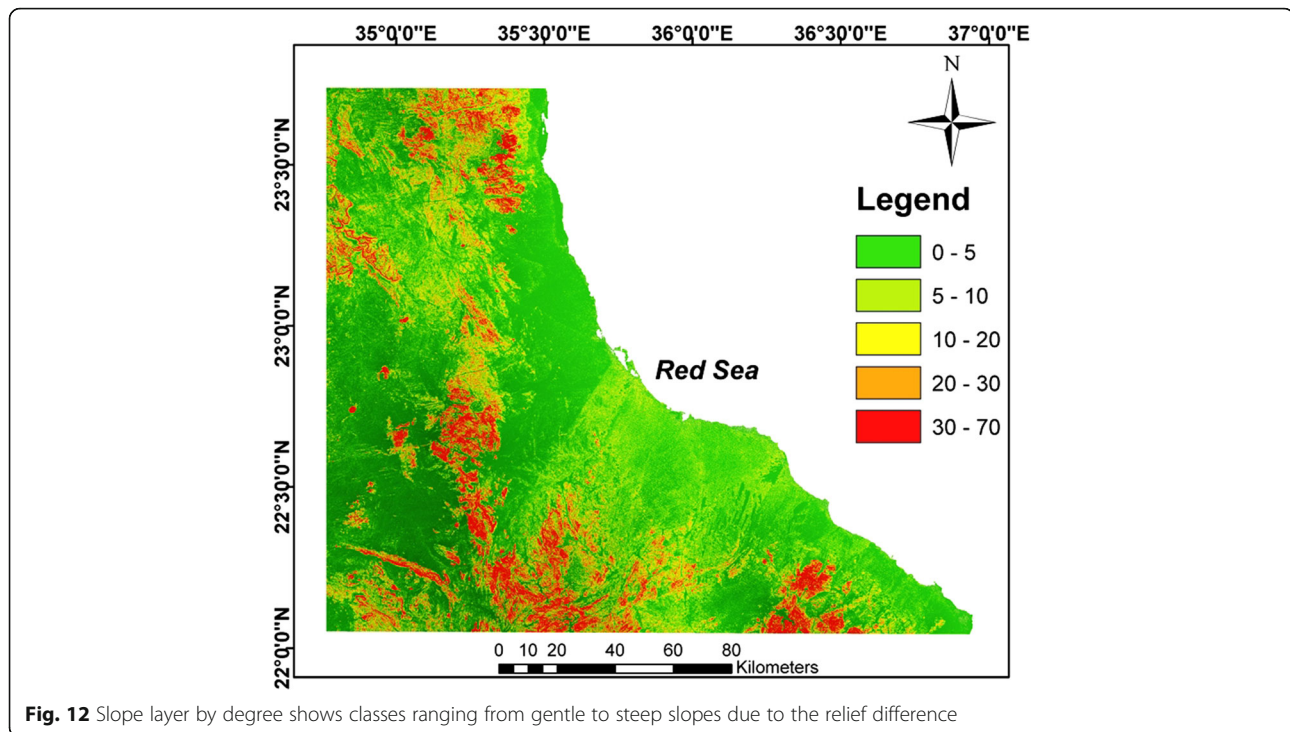 35°0'0"E 35°30'0"E 36°0'0"E 36°30'0"E 37°0'0"E
N
23°30'0"N
23°0'0"N
22°30'0"N
22°0'0"N
Legend
0 - 5
5 - 10
10 - 20
20 - 30
30 - 70
Red Sea
0 10 20 40 60 80
Kilometers
Fig. 12 Slope layer by degree shows classes ranging from gentle to steep slopes due to the relief difference